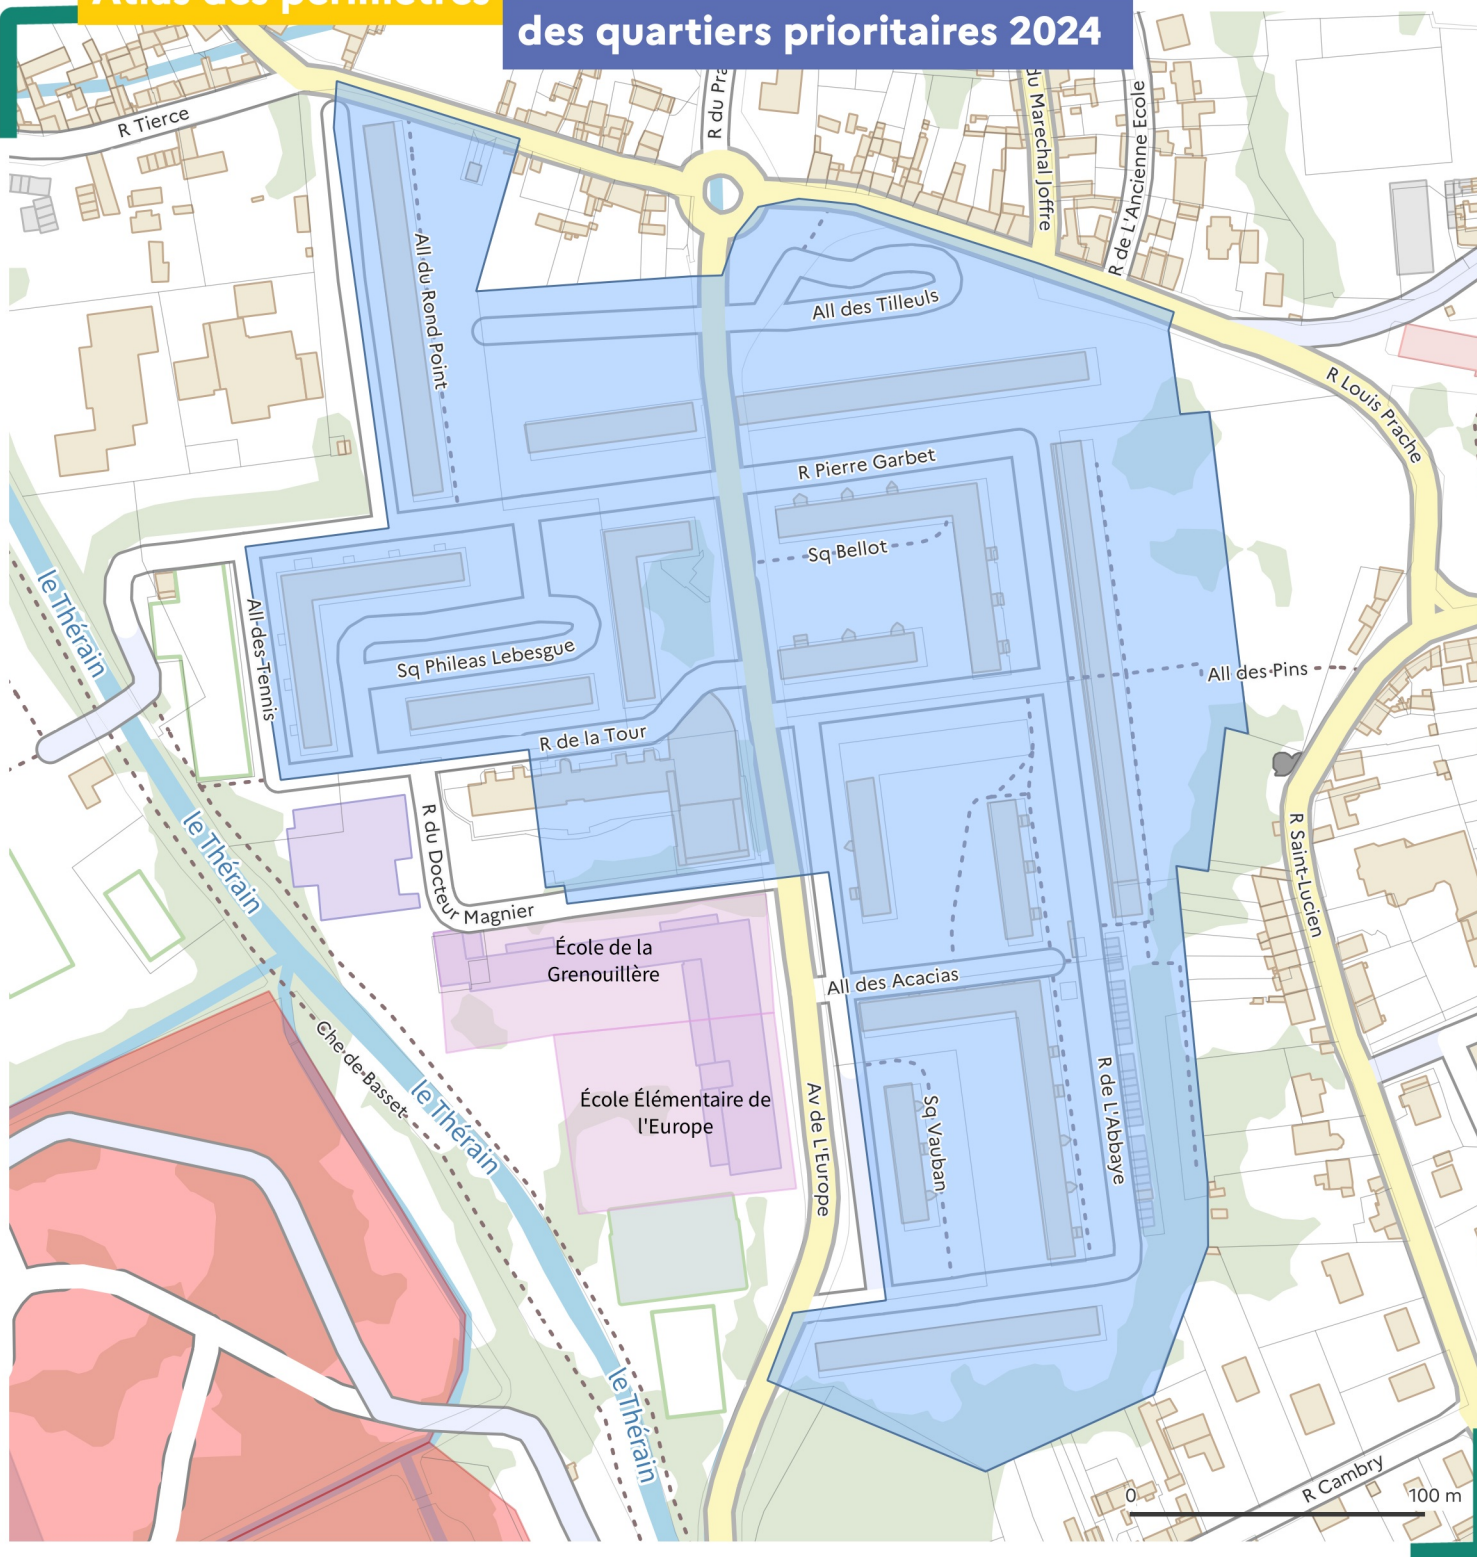 Atlas des périmètres
des quartiers prioritaires 2024
R Tierce
R du Pra
du Marechal Joffre
R de L'Ancienne Ecole
All du Rond Point
All des Tilleuls
R Louis Prache
R Pierre Garbet
Sq Bellot
le Thérain
All des Tennis
Sq Phileas Lebesgue
All des Pins
R de la Tour
le Thérain
R du Docteur Magnier
R Saint-Lucien
École de la
Grenouillère
All des Acacias
Che de Basset
le Thérain
École Élémentaire de
l'Europe
Av de L'Europe
Sq Vauban
R de L'Abbaye
le Thérain
R Cambry
0 100 m